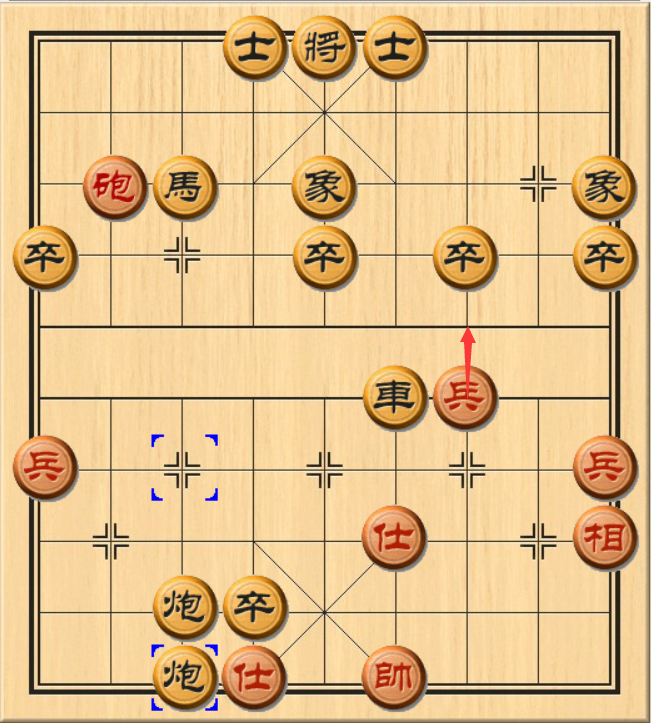 士 將 士
砲 馬 象 象
卒 卒 卒 卒
車 兵
兵 兵
仕 相
炮 卒
炮 仕 帥